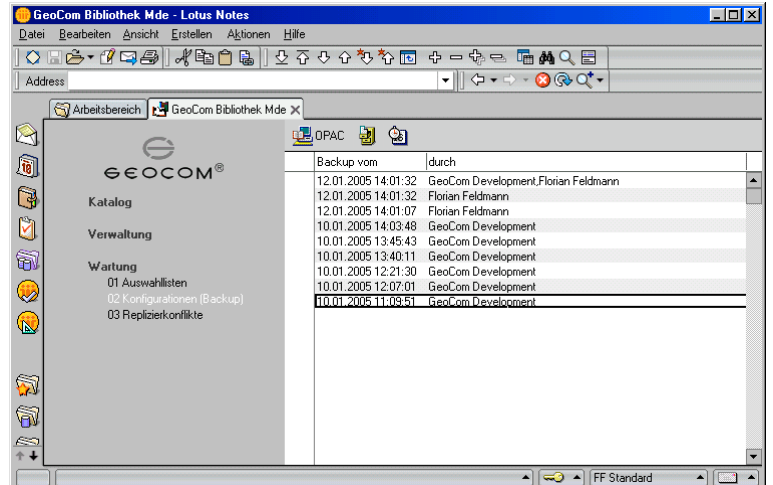 GeoCom Bibliothek Mde - Lotus Notes
Datei Bearbeiten Ansicht Erstellen Aktionen Hilfe
Address
Arbeitsbereich GeoCom Bibliothek Mde
GEOCOM®
OPAC
Katalog
Verwaltung
Wartung
01 Auswahllisten
02 Konfigurationen (Backup)
03 Replizierkonflikte
Backup vom durch
12.01.2005 14:01:32 GeoCom Development,Florian Feldmann
12.01.2005 14:01:32 Florian Feldmann
12.01.2005 14:01:07 Florian Feldmann
10.01.2005 14:03:48 GeoCom Development
10.01.2005 13:45:43 GeoCom Development
10.01.2005 13:40:11 GeoCom Development
10.01.2005 12:21:30 GeoCom Development
10.01.2005 12:07:01 GeoCom Development
10.01.2005 11:09:51 GeoCom Development
FF Standard